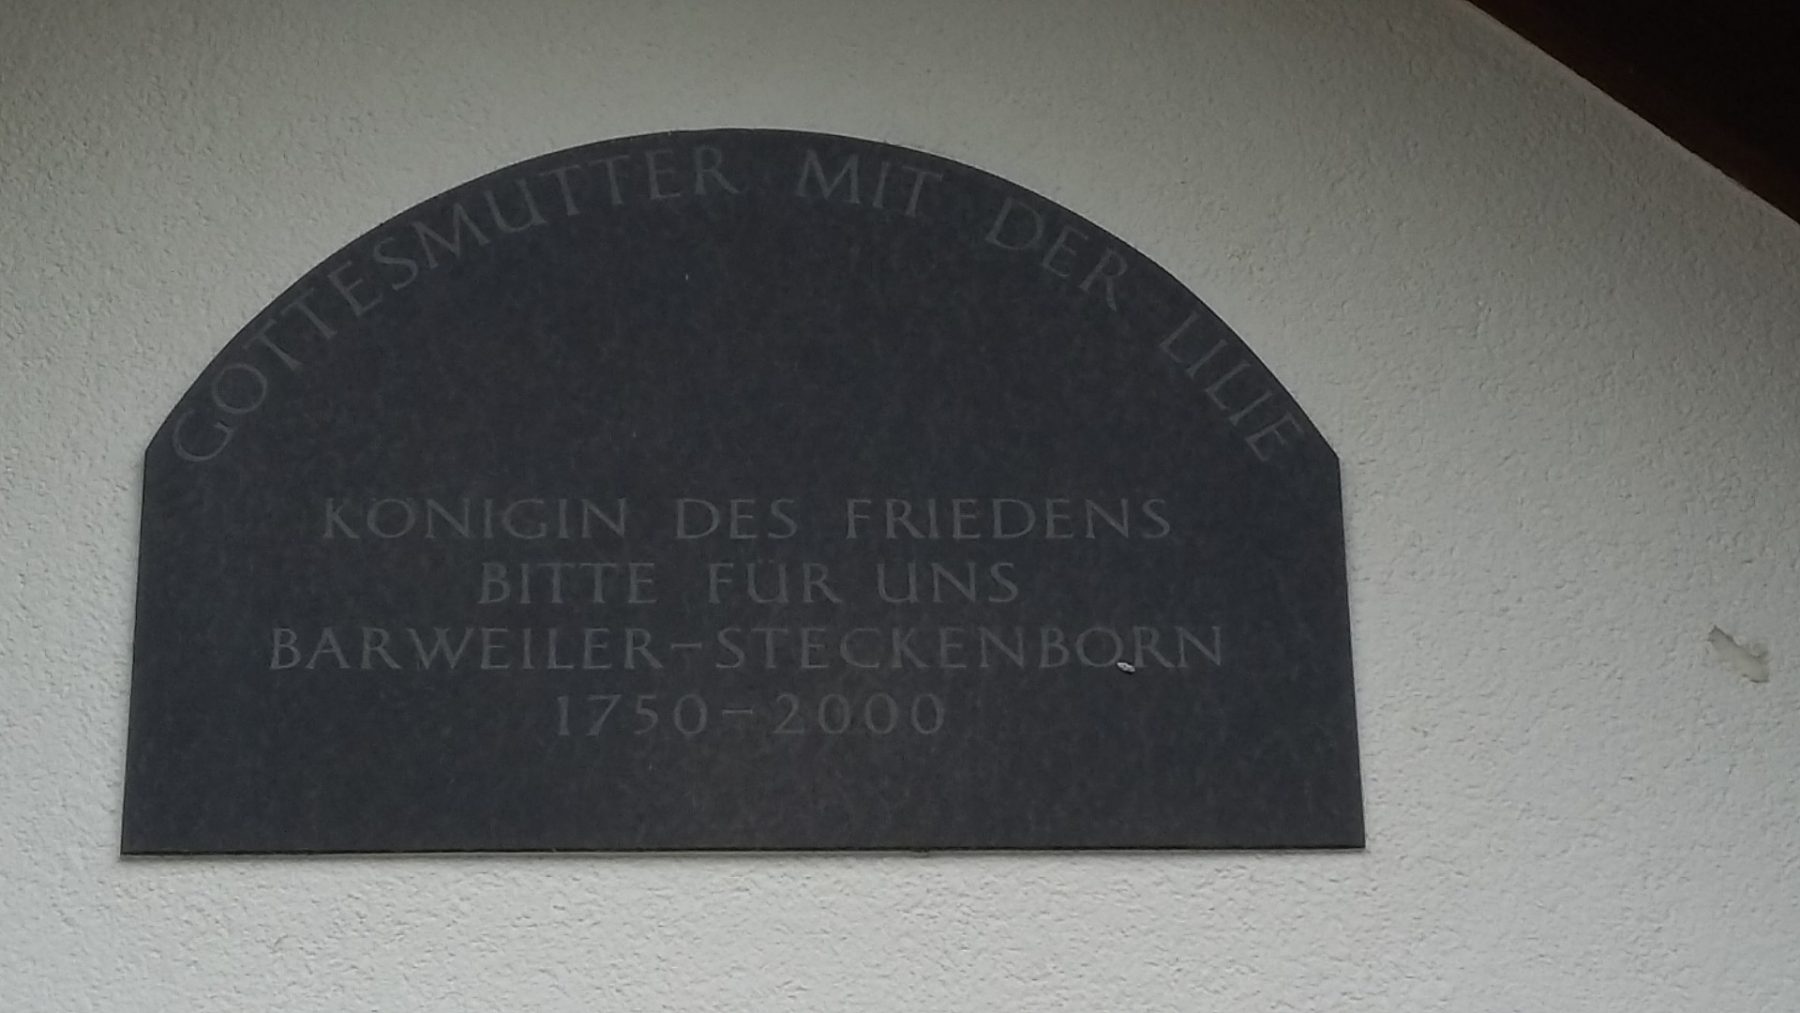 GOTTESMUTTER MIT DER LILIE
KÖNIGIN DES FRIEDENS
BITTE FÜR UNS
BARWEILER-STECKENBORN
1750-2000